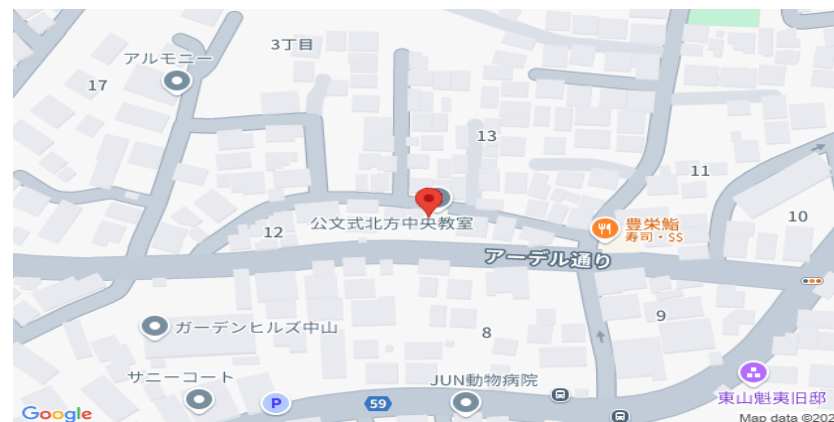 3丁目
アルモニー
17
13
11
10
公文式北方中央教室
12
豊栄鮨
寿司・SS
アーデル通り
9
8
ガーデンヒルズ中山
サニーコート
JUN動物病院
P
59
東山魁夷旧邸
Google
Map data ©202